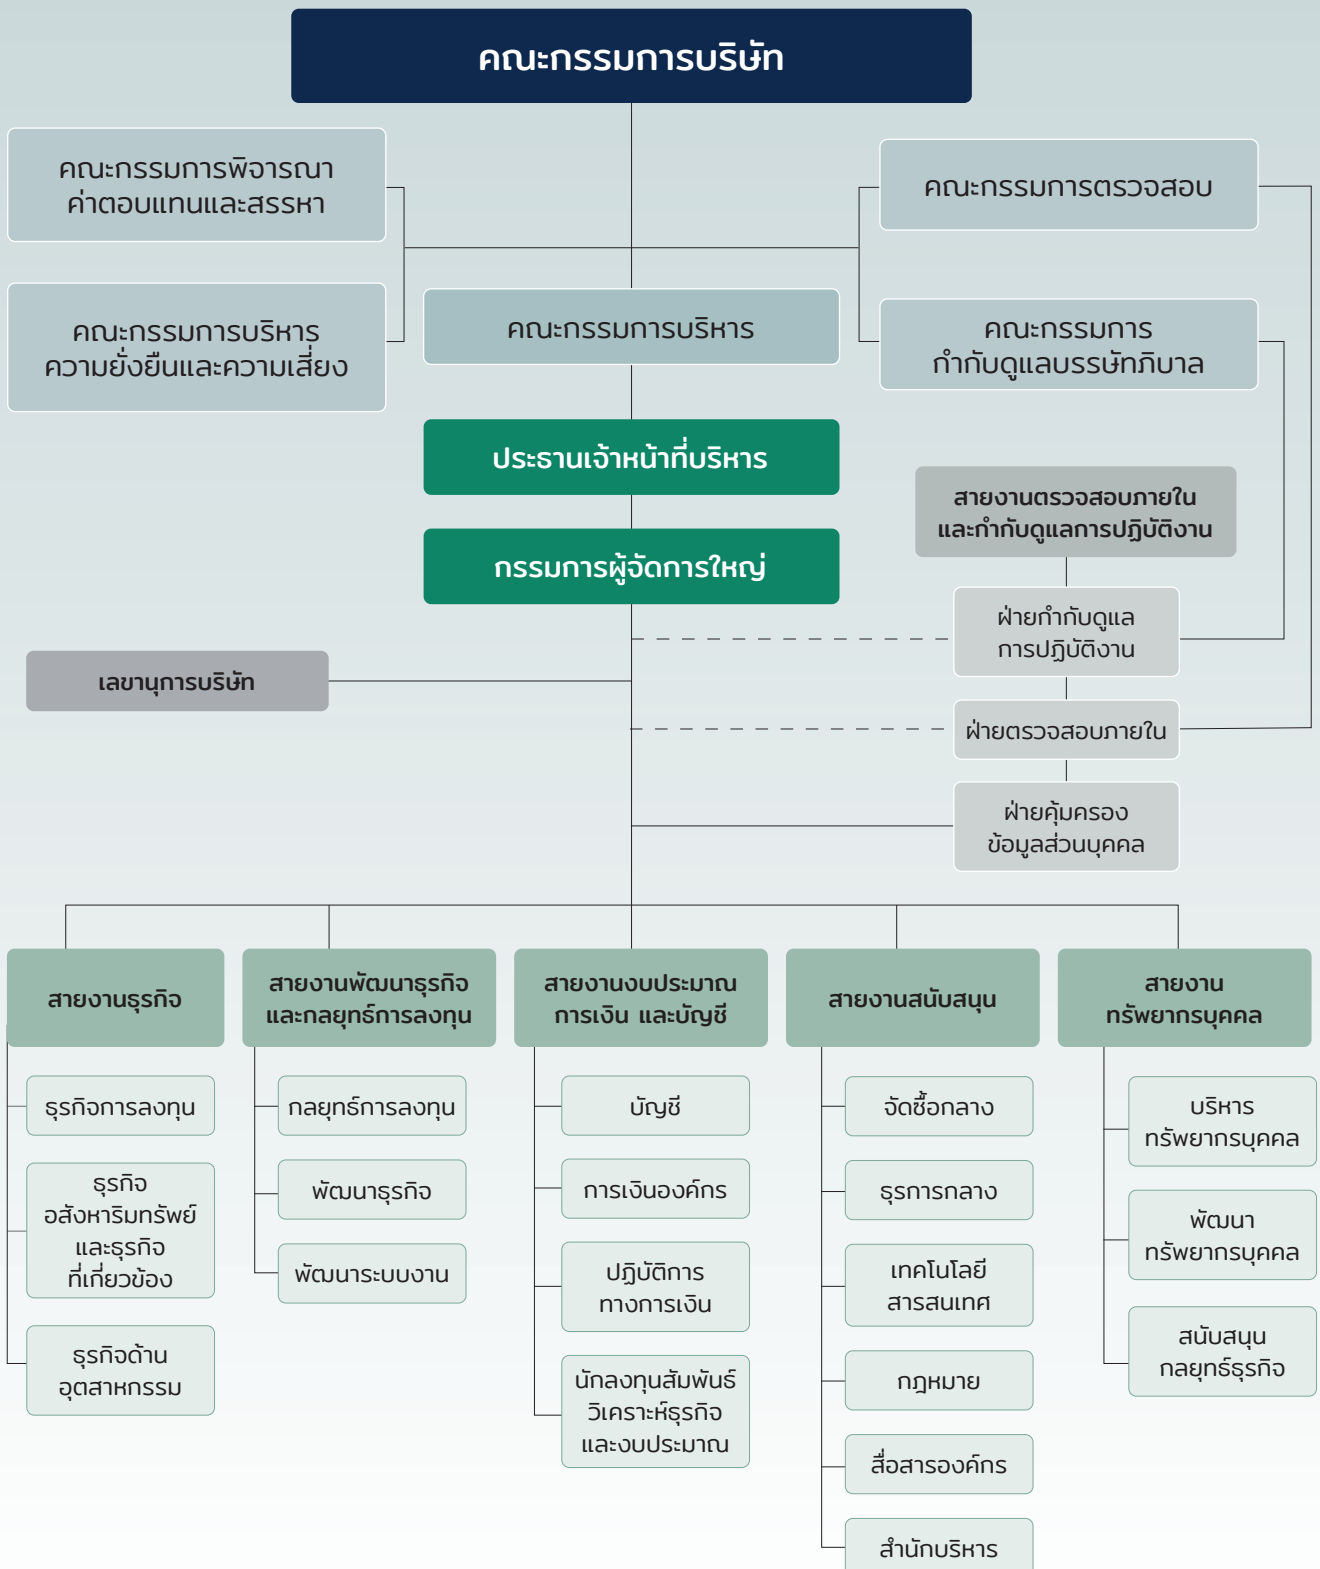 คณะกรรมการบริษัท
คณะกรรมการพิจารณา
ค่าตอบแทนและสรรหา
คณะกรรมการตรวจสอบ
คณะกรรมการบริหาร
ความยั่งยืนและความเสี่ยง
คณะกรรมการบริหาร
คณะกรรมการ
กำกับดูแลบรรษัทภิบาล
ประธานเจ้าหน้าที่บริหาร
สายงานตรวจสอบภายใน
และกำกับดูแลการปฏิบัติงาน
กรรมการผู้จัดการใหญ่
ฝ่ายกำกับดูแล
การปฏิบัติงาน
เลขานุการบริษัท
ฝ่ายตรวจสอบภายใน
ฝ่ายคุ้มครอง
ข้อมูลส่วนบุคคล
สายงานธุรกิจ
ธุรกิจการลงทุน
ธุรกิจ
อสังหาริมทรัพย์
และธุรกิจ
ที่เกี่ยวข้อง
ธุรกิจด้าน
อุตสาหกรรม
สายงานพัฒนาธุรกิจ
และกลยุทธ์การลงทุน
กลยุทธ์การลงทุน
พัฒนาธุรกิจ
พัฒนาระบบงาน
สายงานงบประมาณ
การเงิน และบัญชี
บัญชี
การเงินองค์กร
ปฏิบัติการ
ทางการเงิน
นักลงทุนสัมพันธ์
วิเคราะห์ธุรกิจ
และงบประมาณ
สายงานสนับสนุน
จัดซื้อกลาง
ธุรการกลาง
เทคโนโลยี
สารสนเทศ
กฎหมาย
สื่อสารองค์กร
สำนักบริหาร
สายงาน
ทรัพยากรบุคคล
บริหาร
ทรัพยากรบุคคล
พัฒนา
ทรัพยากรบุคคล
สนับสนุน
กลยุทธ์ธุรกิจ